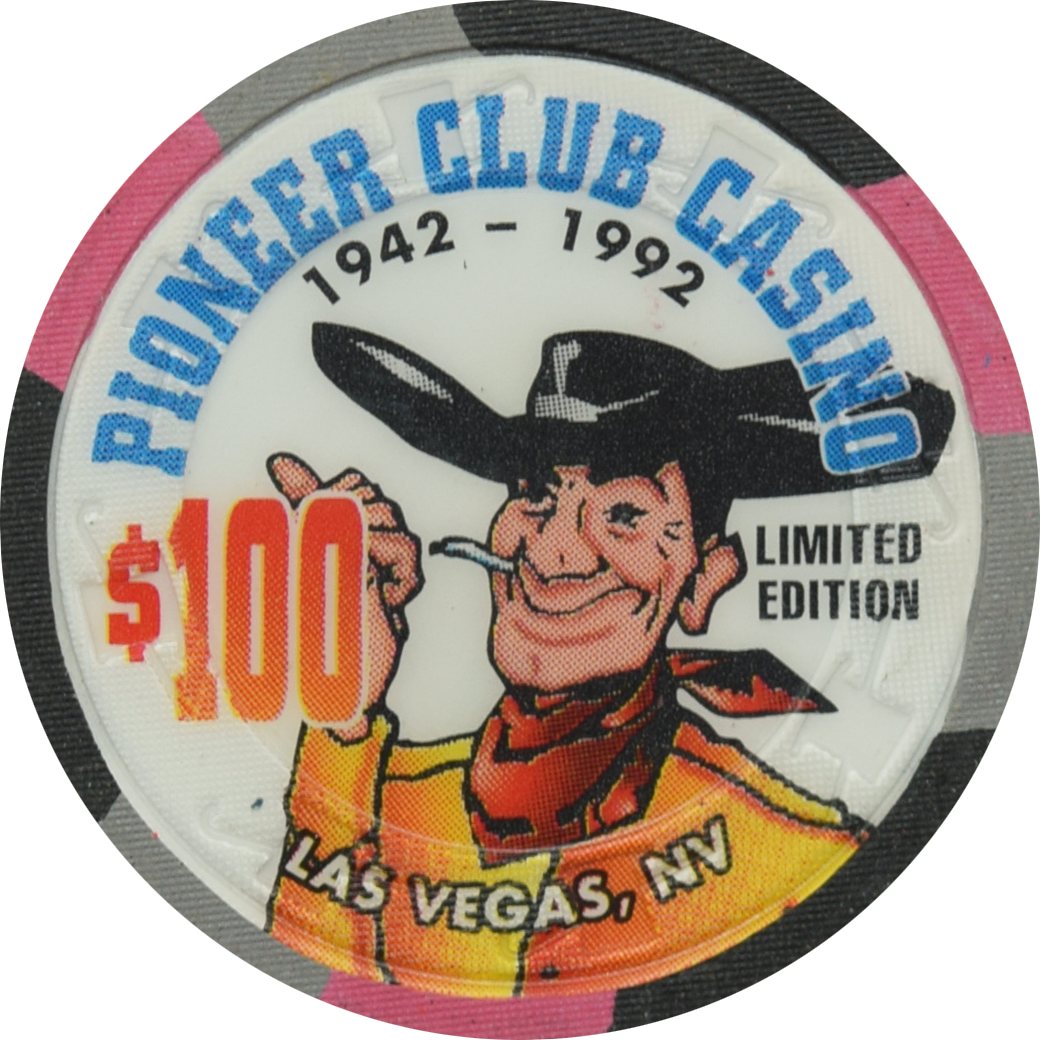 PIONEER CLUB CASINO
1942 - 1992
$100
LIMITED
EDITION
LAS VEGAS, NV